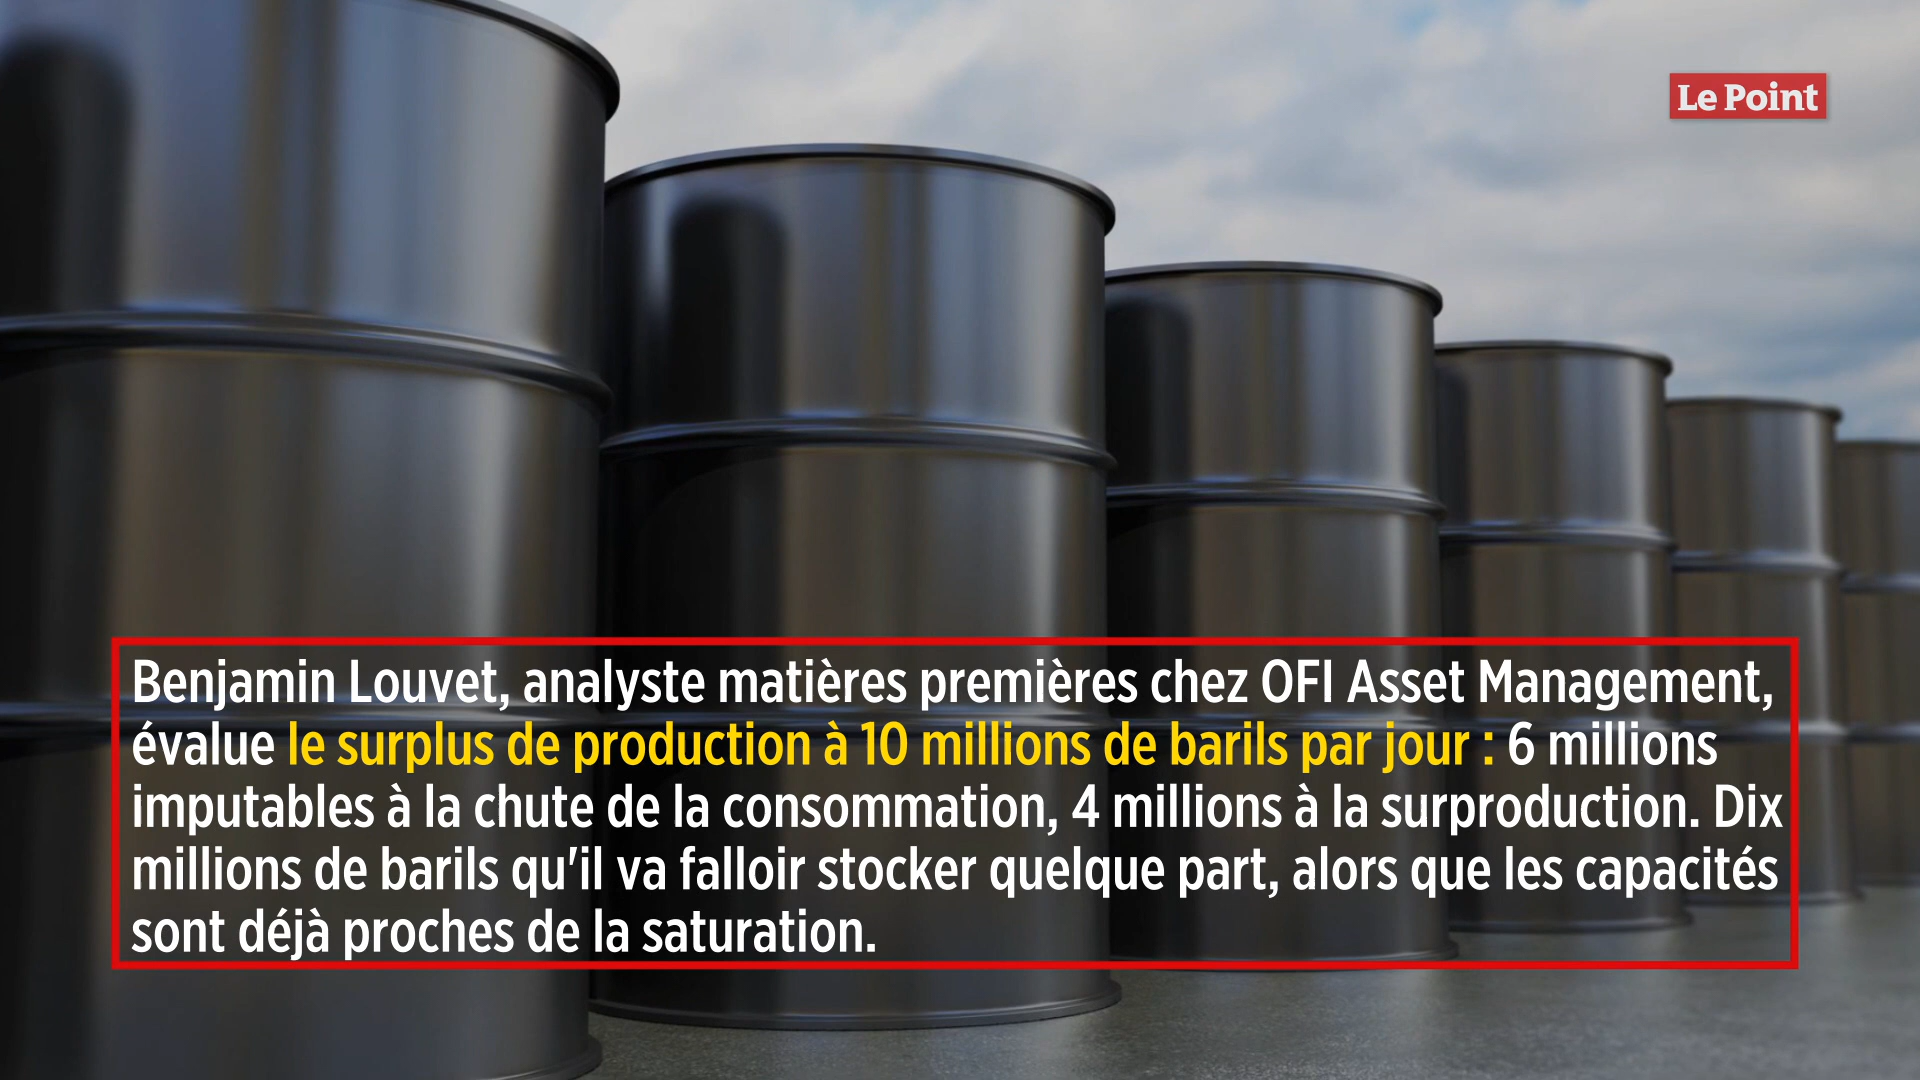 Le Point
Benjamin Louvet, analyste matières premières chez OFI Asset Management,
évalue le surplus de production à 10 millions de barils par jour : 6 millions
imputables à la chute de la consommation, 4 millions à la surproduction. Dix
millions de barils qu'il va falloir stocker quelque part, alors que les capacités
sont déjà proches de la saturation.